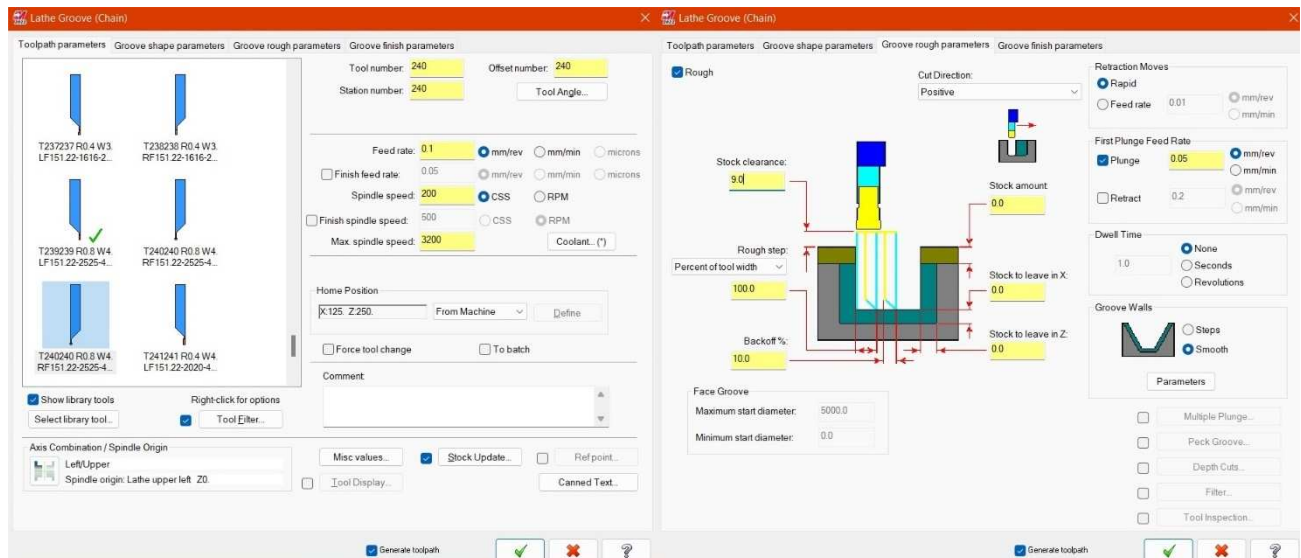 Lathe Groove (Chain)
Toolpath parameters Groove shape parameters Groove rough parameters Groove finish parameters
T237237 R0.4 W3.
LF151.22-1616-2...
T238238 R0.4 W3.
RF151.22-1616-2...
T239239 R0.8 W4.
LF151.22-2525-4...
T240240 R0.8 W4.
RF151.22-2525-4...
T240240 R0.8 W4.
RF151.22-2525-4...
T241241 R0.4 W4.
LF151.22-2020-4...
Show library tools
Right-click for options
Select library tool...
Tool Filter...
Axis Combination / Spindle Origin
Left/Upper
Spindle origin: Lathe upper left Z0.
Tool number: 240
Offset number: 240
Station number: 240
Tool Angle...
Feed rate: 0.1 mm/rev mm/min microns
Finish feed rate: 0.05 mm/rev mm/min microns
Spindle speed: 200 CSS RPM
Finish spindle speed: 500 CSS RPM
Max. spindle speed: 3200
Coolant... (*)
Home Position
X:125. Z:250.
From Machine
Define
Force tool change
To batch
Comment:
Misc values...
Stock Update...
Ref point...
Tool Display...
Canned Text...
Generate toolpath
Lathe Groove (Chain)
Toolpath parameters Groove shape parameters Groove rough parameters Groove finish parameters
Rough
Cut Direction:
Positive
Stock clearance:
9.0
Stock amount:
0.0
Rough step:
Percent of tool width
100.0
Stock to leave in X:
0.0
Stock to leave in Z:
0.0
Backoff %:
10.0
Face Groove
Maximum start diameter: 5000.0
Minimum start diameter: 0.0
Retraction Moves
Rapid
Feed rate 0.01 mm/rev
mm/min
First Plunge Feed Rate
Plunge 0.05 mm/rev
mm/min
Retract 0.2 mm/rev
mm/min
Dwell Time
None
1.0 Seconds
Revolutions
Groove Walls
Steps
Smooth
Parameters
Multiple Plunge...
Peck Groove...
Depth Cuts...
Filter...
Tool Inspection...
Generate toolpath